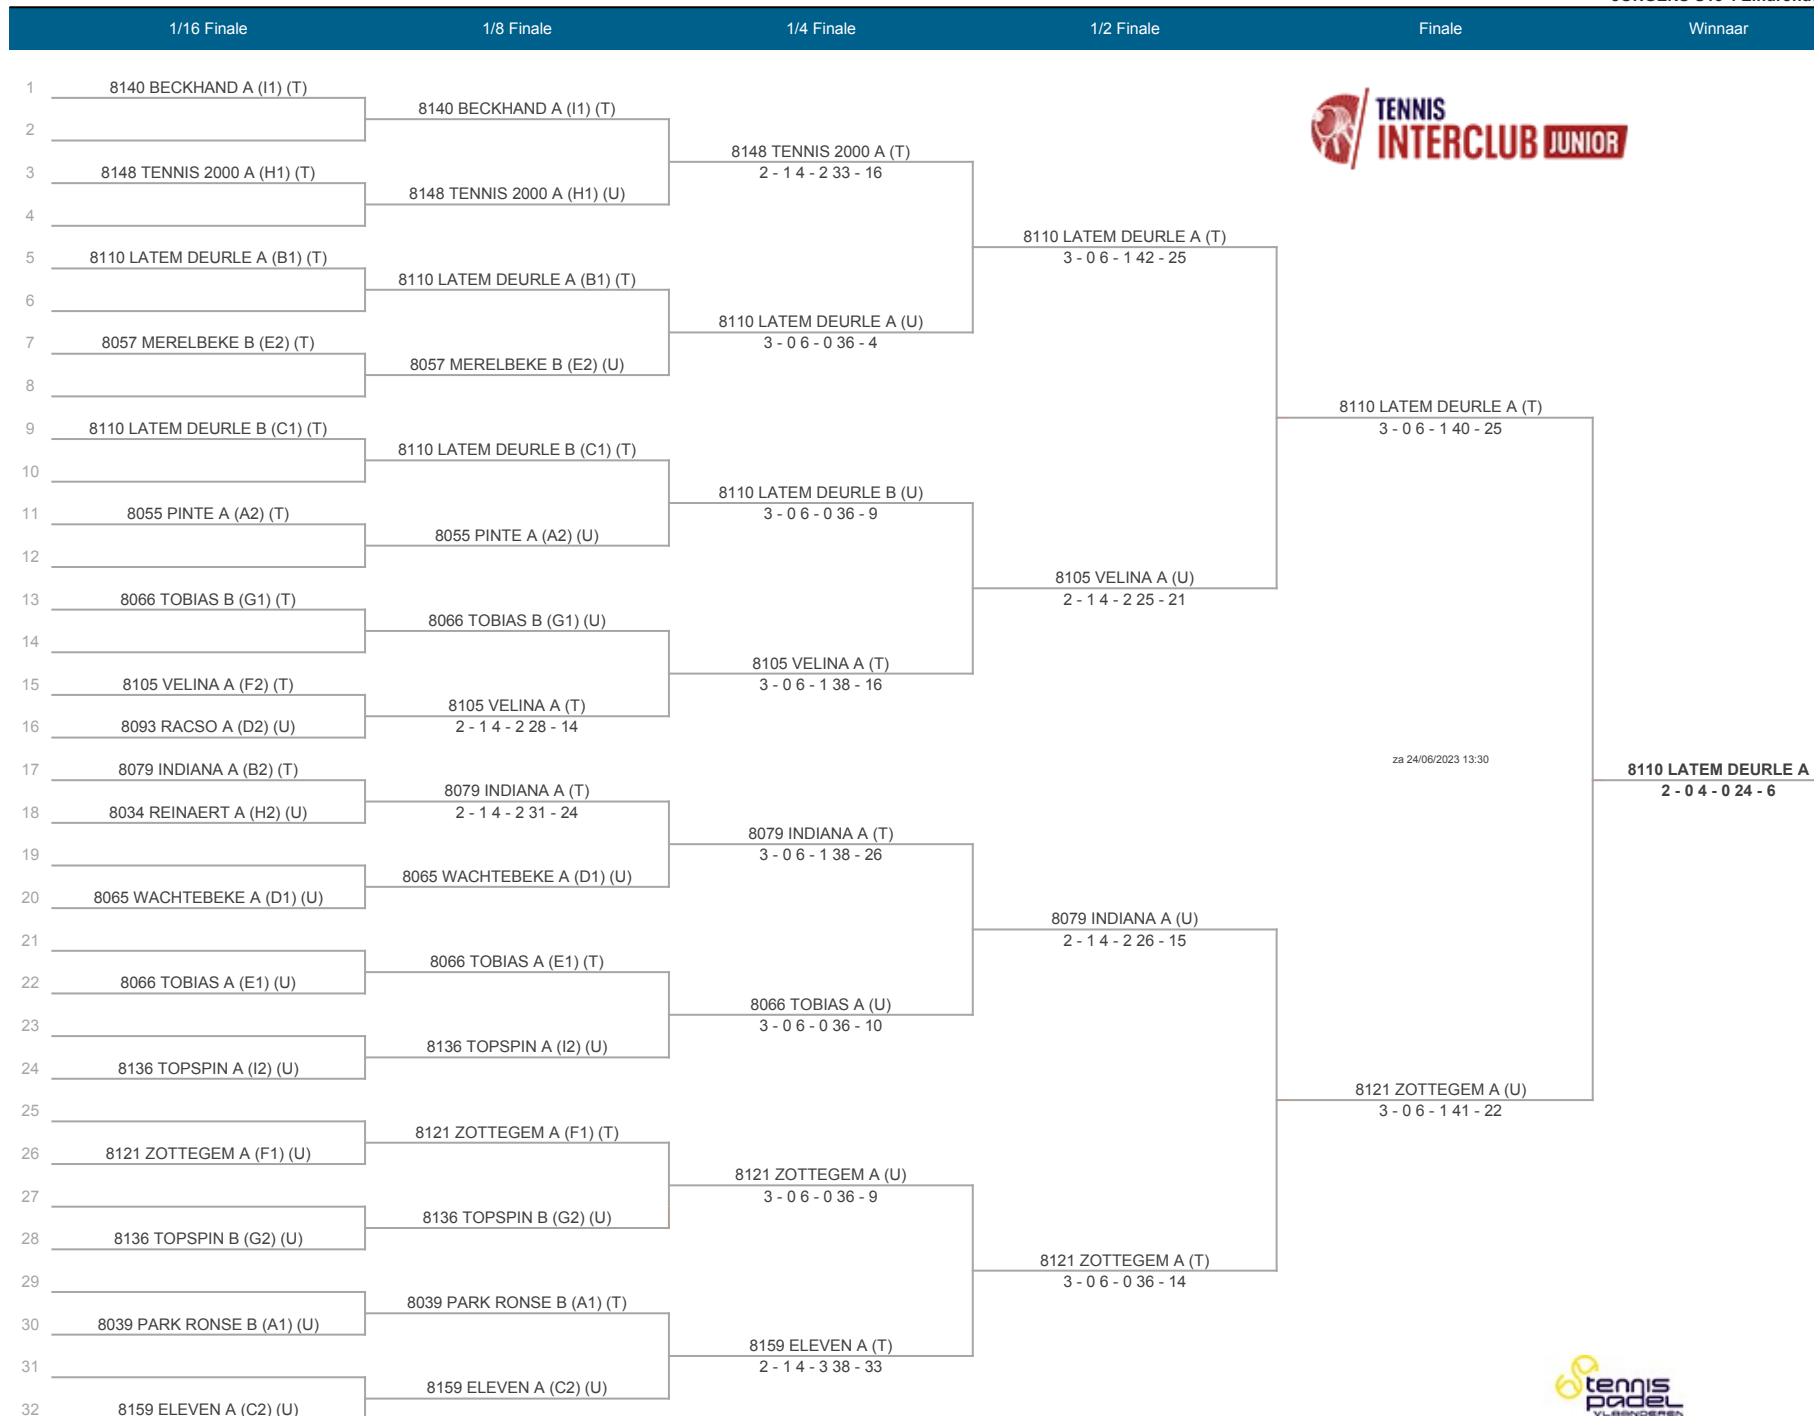 1/16 Finale 1/8 Finale 1/4 Finale 1/2 Finale Finale Winnaar
TENNIS
INTERCLUB JUNIOR
1 8140 BECKHAND A (I1) (T)
8140 BECKHAND A (I1) (T)
2
8148 TENNIS 2000 A (T)
2 - 1 4 - 2 33 - 16
3 8148 TENNIS 2000 A (H1) (T)
8148 TENNIS 2000 A (H1) (U)
4
8110 LATEM DEURLE A (T)
3 - 0 6 - 1 42 - 25
5 8110 LATEM DEURLE A (B1) (T)
8110 LATEM DEURLE A (B1) (T)
6
8110 LATEM DEURLE A (U)
3 - 0 6 - 0 36 - 4
7 8057 MERELBEKE B (E2) (T)
8057 MERELBEKE B (E2) (U)
8
8110 LATEM DEURLE A (T)
3 - 0 6 - 1 40 - 25
9 8110 LATEM DEURLE B (C1) (T)
8110 LATEM DEURLE B (C1) (T)
10
8110 LATEM DEURLE B (U)
3 - 0 6 - 0 36 - 9
11 8055 PINTE A (A2) (T)
8055 PINTE A (A2) (U)
12
8105 VELINA A (U)
2 - 1 4 - 2 25 - 21
13 8066 TOBIAS B (G1) (T)
8066 TOBIAS B (G1) (U)
14
8105 VELINA A (T)
3 - 0 6 - 1 38 - 16
15 8105 VELINA A (F2) (T)
8105 VELINA A (T)
2 - 1 4 - 2 28 - 14
16 8093 RACSO A (D2) (U)
za 24/06/2023 13:30
8110 LATEM DEURLE A
2 - 0 4 - 0 24 - 6
17 8079 INDIANA A (B2) (T)
8079 INDIANA A (T)
2 - 1 4 - 2 31 - 24
18 8034 REINAERT A (H2) (U)
8079 INDIANA A (T)
3 - 0 6 - 1 38 - 26
19
8065 WACHTEBEKE A (D1) (U)
20 8065 WACHTEBEKE A (D1) (U)
8079 INDIANA A (U)
2 - 1 4 - 2 26 - 15
21
8066 TOBIAS A (E1) (T)
22 8066 TOBIAS A (E1) (U)
8066 TOBIAS A (U)
3 - 0 6 - 0 36 - 10
23
8136 TOPSPIN A (I2) (U)
24 8136 TOPSPIN A (I2) (U)
8121 ZOTTEGEM A (U)
3 - 0 6 - 1 41 - 22
25
8121 ZOTTEGEM A (F1) (T)
26 8121 ZOTTEGEM A (F1) (U)
8121 ZOTTEGEM A (U)
3 - 0 6 - 0 36 - 9
27
8136 TOPSPIN B (G2) (U)
28 8136 TOPSPIN B (G2) (U)
8121 ZOTTEGEM A (T)
3 - 0 6 - 0 36 - 14
29
8039 PARK RONSE B (A1) (T)
30 8039 PARK RONSE B (A1) (U)
8159 ELEVEN A (T)
2 - 1 4 - 3 38 - 33
31
8159 ELEVEN A (C2) (U)
32 8159 ELEVEN A (C2) (U)
tennis
padel
VLAANDEREN